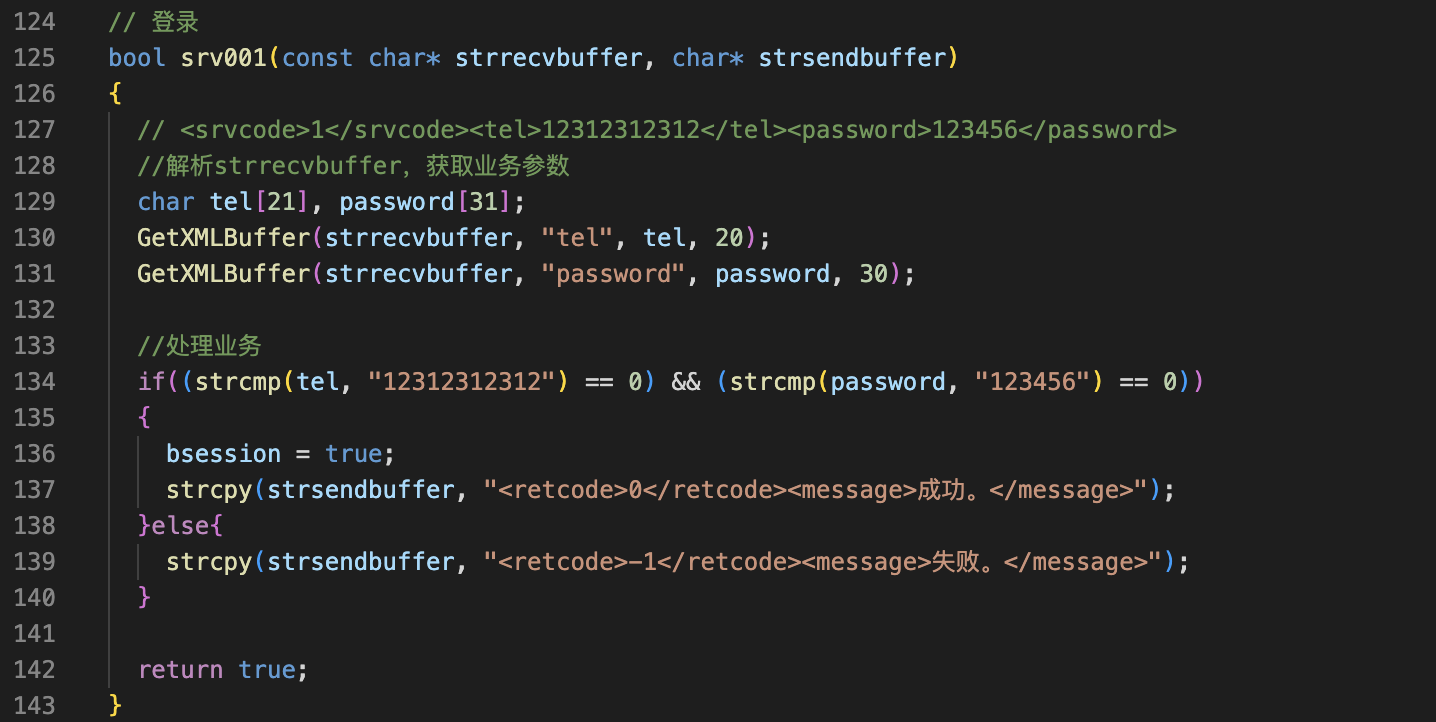 124 // 登录
125 bool srv001(const char* strrecvbuffer, char* strsendbuffer)
126 {
127 // <srvcode>1</srvcode><tel>12312312312</tel><password>123456</password>
128 //解析strrecvbuffer，获取业务参数
129 char tel[21], password[31];
130 GetXMLBuffer(strrecvbuffer, "tel", tel, 20);
131 GetXMLBuffer(strrecvbuffer, "password", password, 30);
132
133 //处理业务
134 if((strcmp(tel, "12312312312") == 0) && (strcmp(password, "123456") == 0))
135 {
136 bsession = true;
137 strcpy(strsendbuffer, "<retcode>0</retcode><message>成功。</message>");
138 }else{
139 strcpy(strsendbuffer, "<retcode>-1</retcode><message>失败。</message>");
140 }
141
142 return true;
143 }